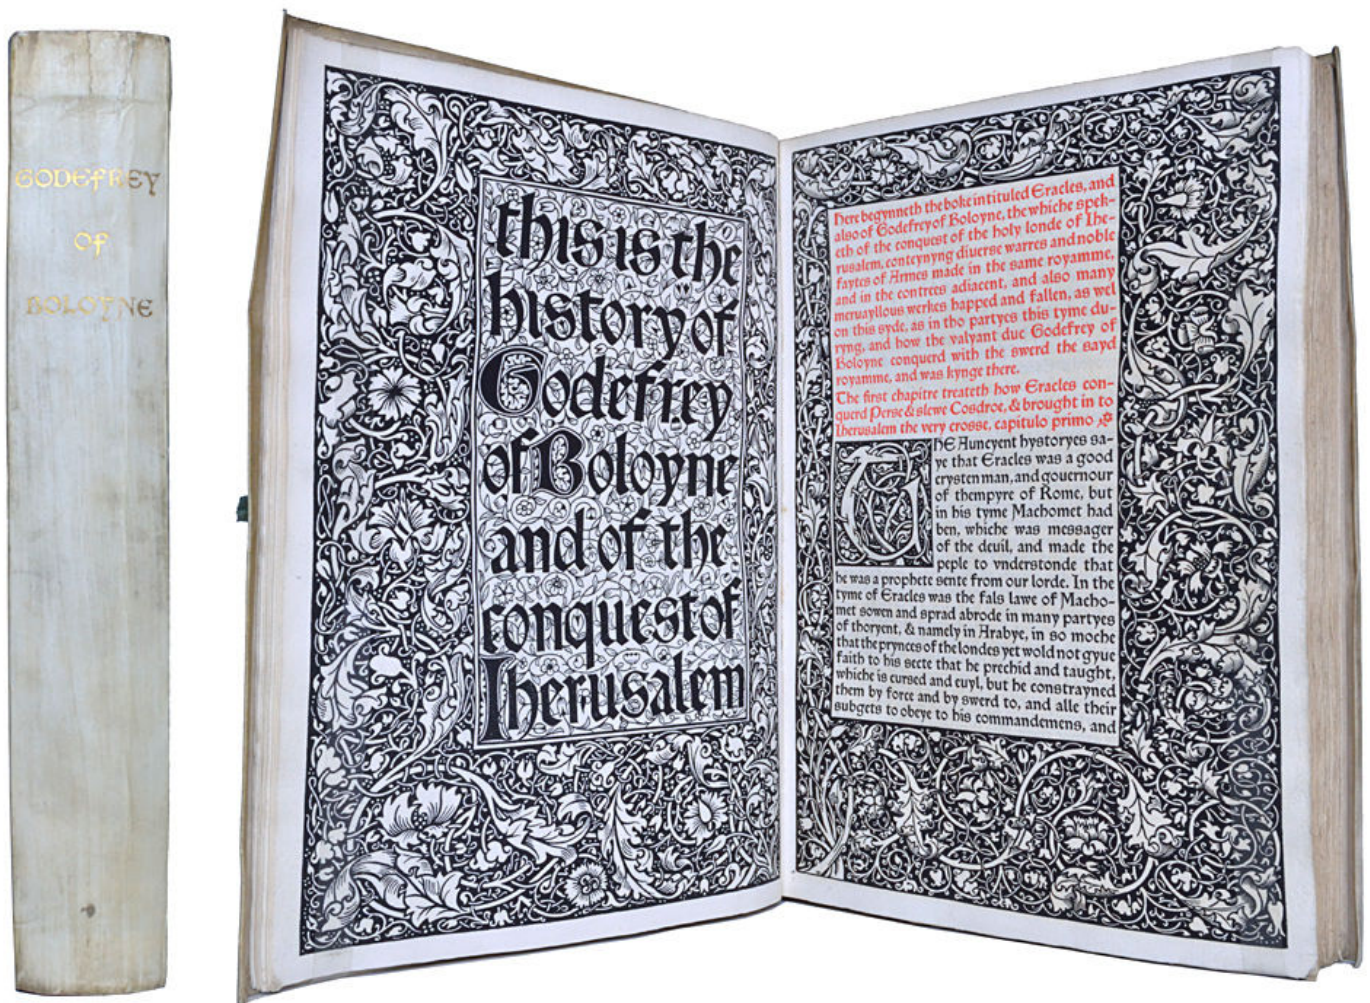 GODEFREY
OF
BOLOYNE
this is the
history of
Godefrey
of Boloyne
and of the
conquest of
Iherusalem
Here begynneth the boke intituled Eracles, and
also of Godefrey of Boloyne, the whiche spek-
eth of the conquest of the holy londe of Ihe-
rusalem, conteynyng diuerse warres and noble
faytes of Armes made in the same royamme,
and in the contrees adiacent, and also many
meruayllous werkes happed and fallen, as wel
on this syde, as in tho partyes this tyme du-
ryng, and how the valyant duc Godefrey of
Boloyne conquerd with the swerd the sayd
royamme, and was kynge there.
The first chapitre treateth how Eracles con-
querd Perse & slewe Cosdroe, & brought in to
Iherusalem the very crosse, capitulo primo
THE Auncyent hystoryes sa-
ye that Eracles was a good
crysten man, and gouernour
of thempyre of Rome, but
in his tyme Machomet had
ben, whiche was messager
of the deuil, and made the
peple to vnderstonde that
he was a prophete sente from our lorde. In the
tyme of Eracles was the fals lawe of Macho-
met sowen and sprad abrode in many partyes
of thoryent, & namely in Arabye, in so moche
that the prynces of the londes yet wold not gyue
faith to his secte that he prechid and taught,
whiche is cursed and euyl, but he constrayned
them by force and by swerd to, and alle their
subgets to obeye to his commandemens, and